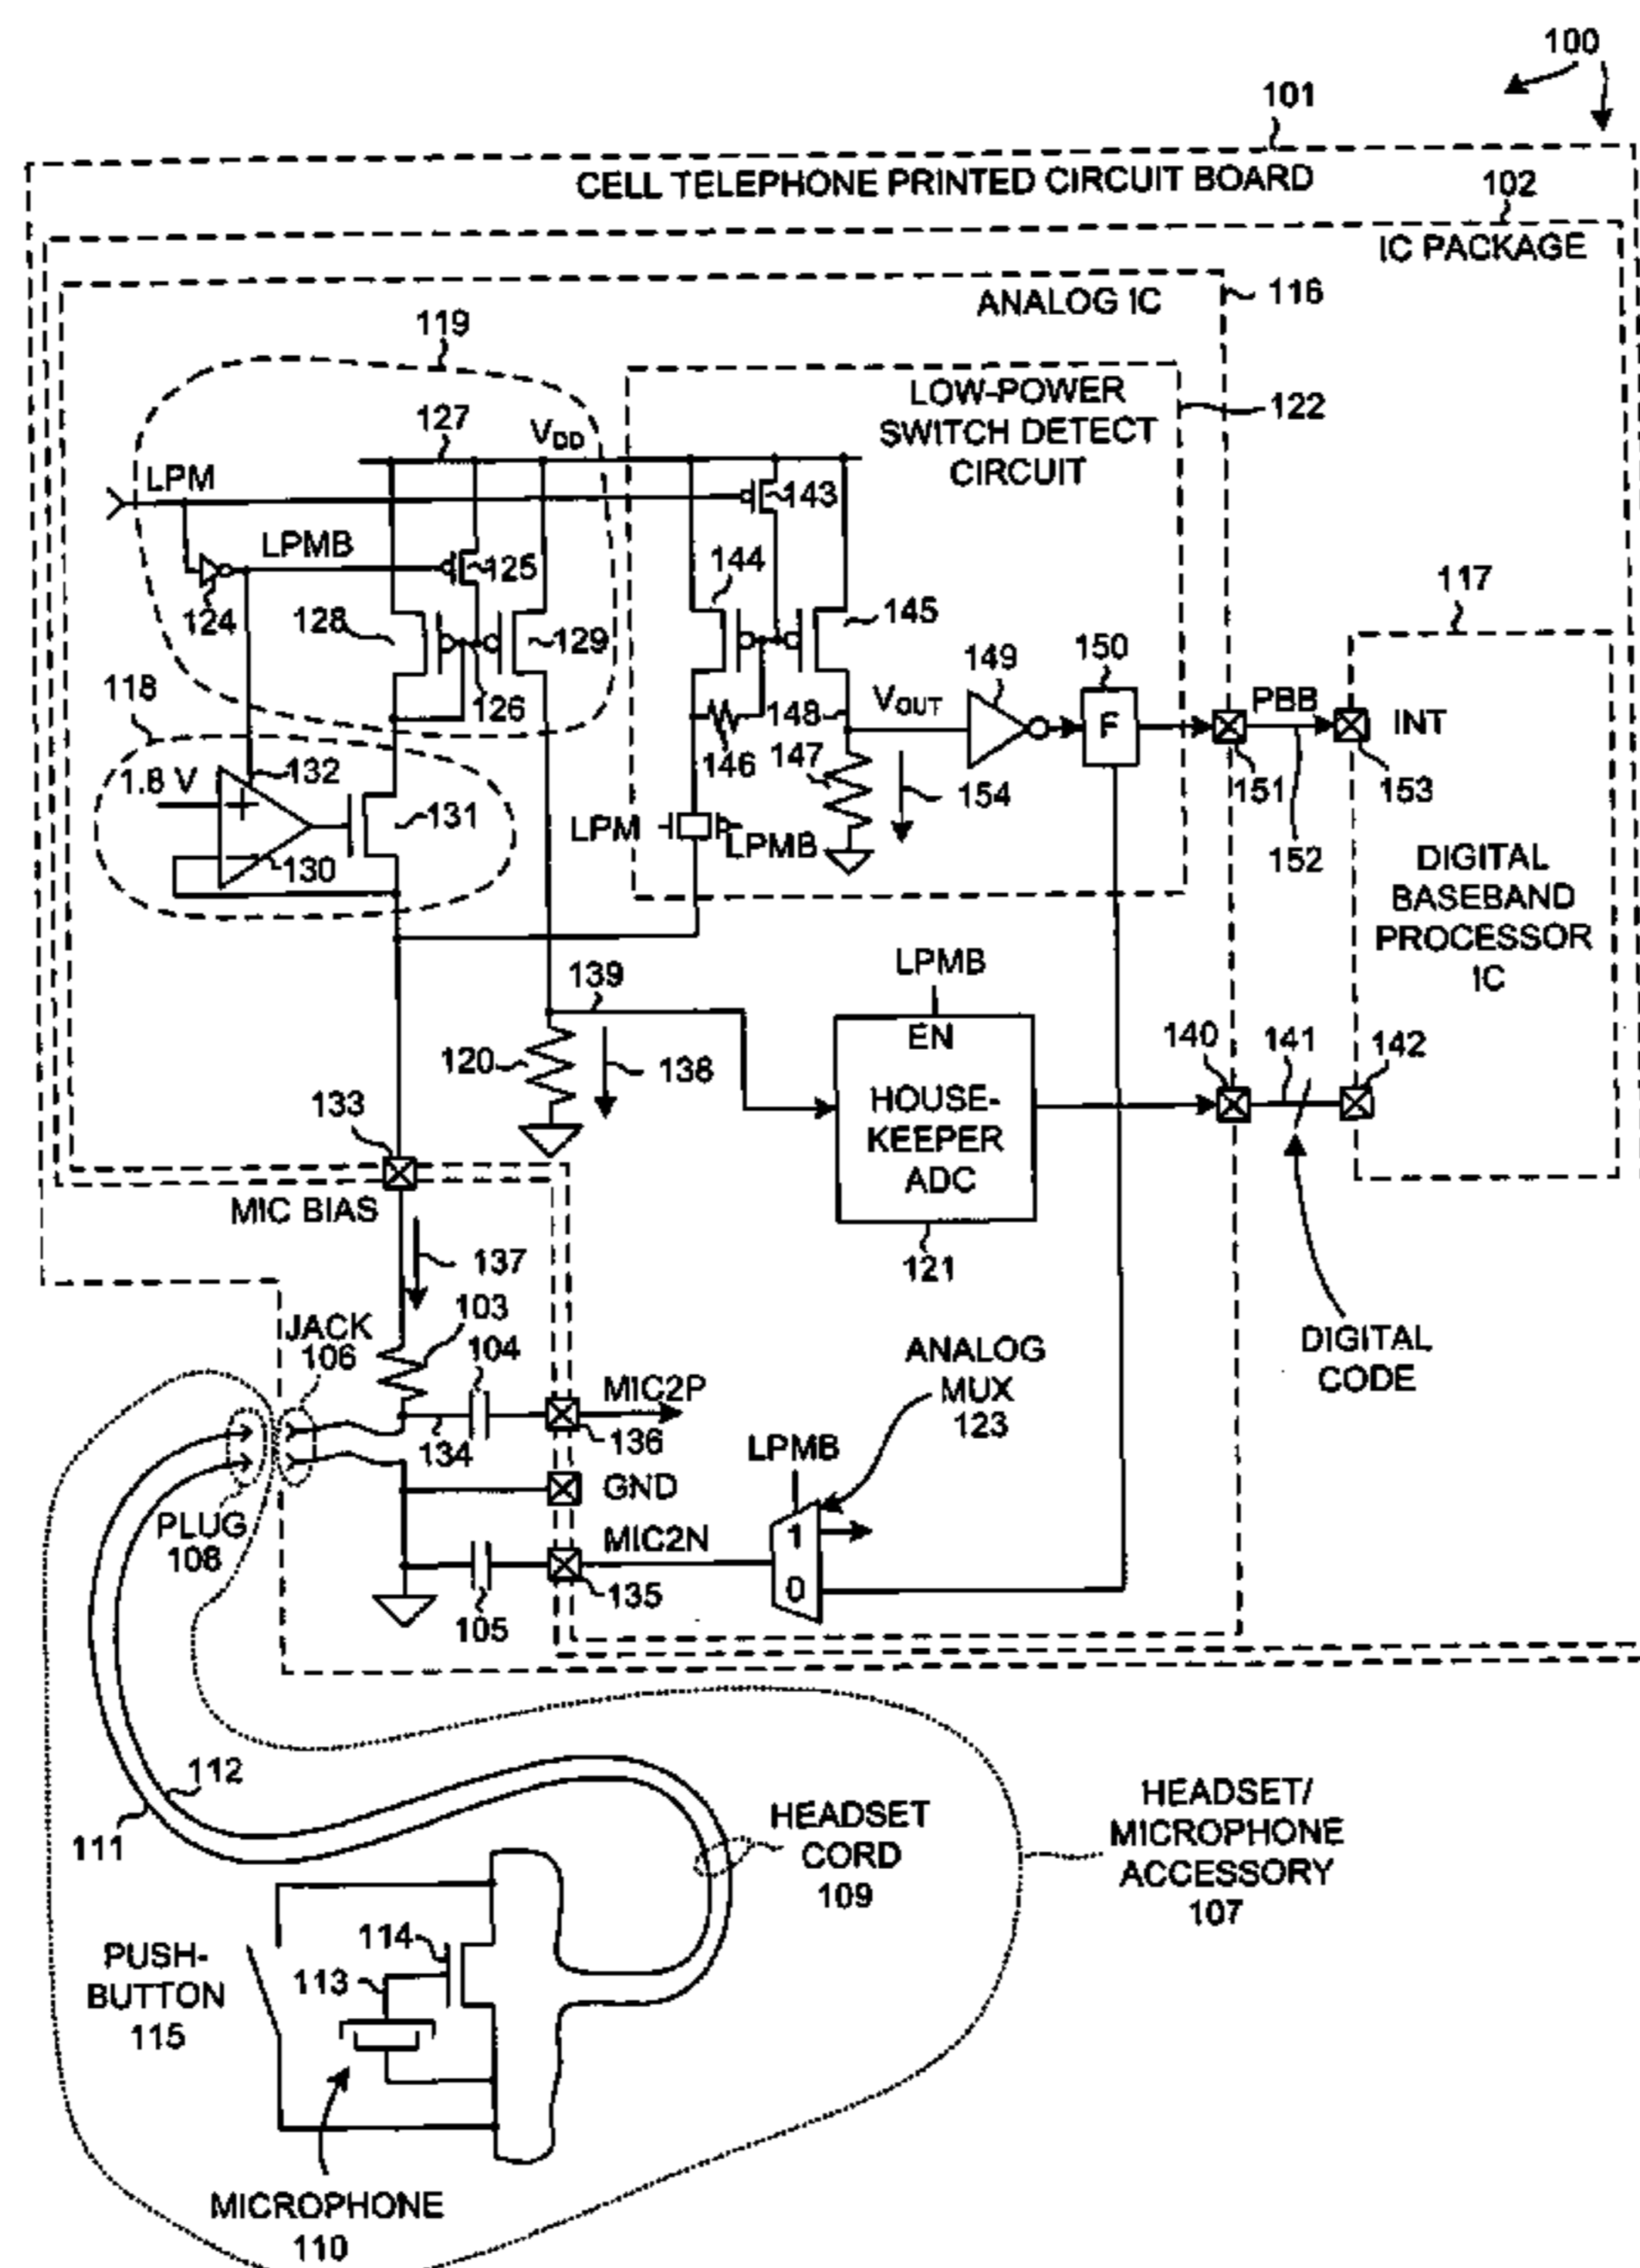 100
101
CELL TELEPHONE PRINTED CIRCUIT BOARD
102
IC PACKAGE
ANALOG IC
116
119
LOW-POWER
SWITCH DETECT
CIRCUIT
122
127
VDD
LPM
143
LPMB
125
124
144
117
128
129
145
149
150
118
126
148
VOUT
F
PBB
INT
1.8 V
132
146
147
154
151
153
+
131
LPM
LPMB
152
130
DIGITAL
BASEBAND
PROCESSOR
IC
139
LPMB
EN
HOUSE-
KEEPER
ADC
120
138
140
141
142
133
MIC BIAS
121
137
103
JACK
106
104
ANALOG
MUX
123
DIGITAL
CODE
MIC2P
134
136
LPMB
GND
PLUG
108
MIC2N
1
0
135
105
112
111
HEADSET
CORD
109
HEADSET/
MICROPHONE
ACCESSORY
107
114
PUSH-
BUTTON
115
113
MICROPHONE
110